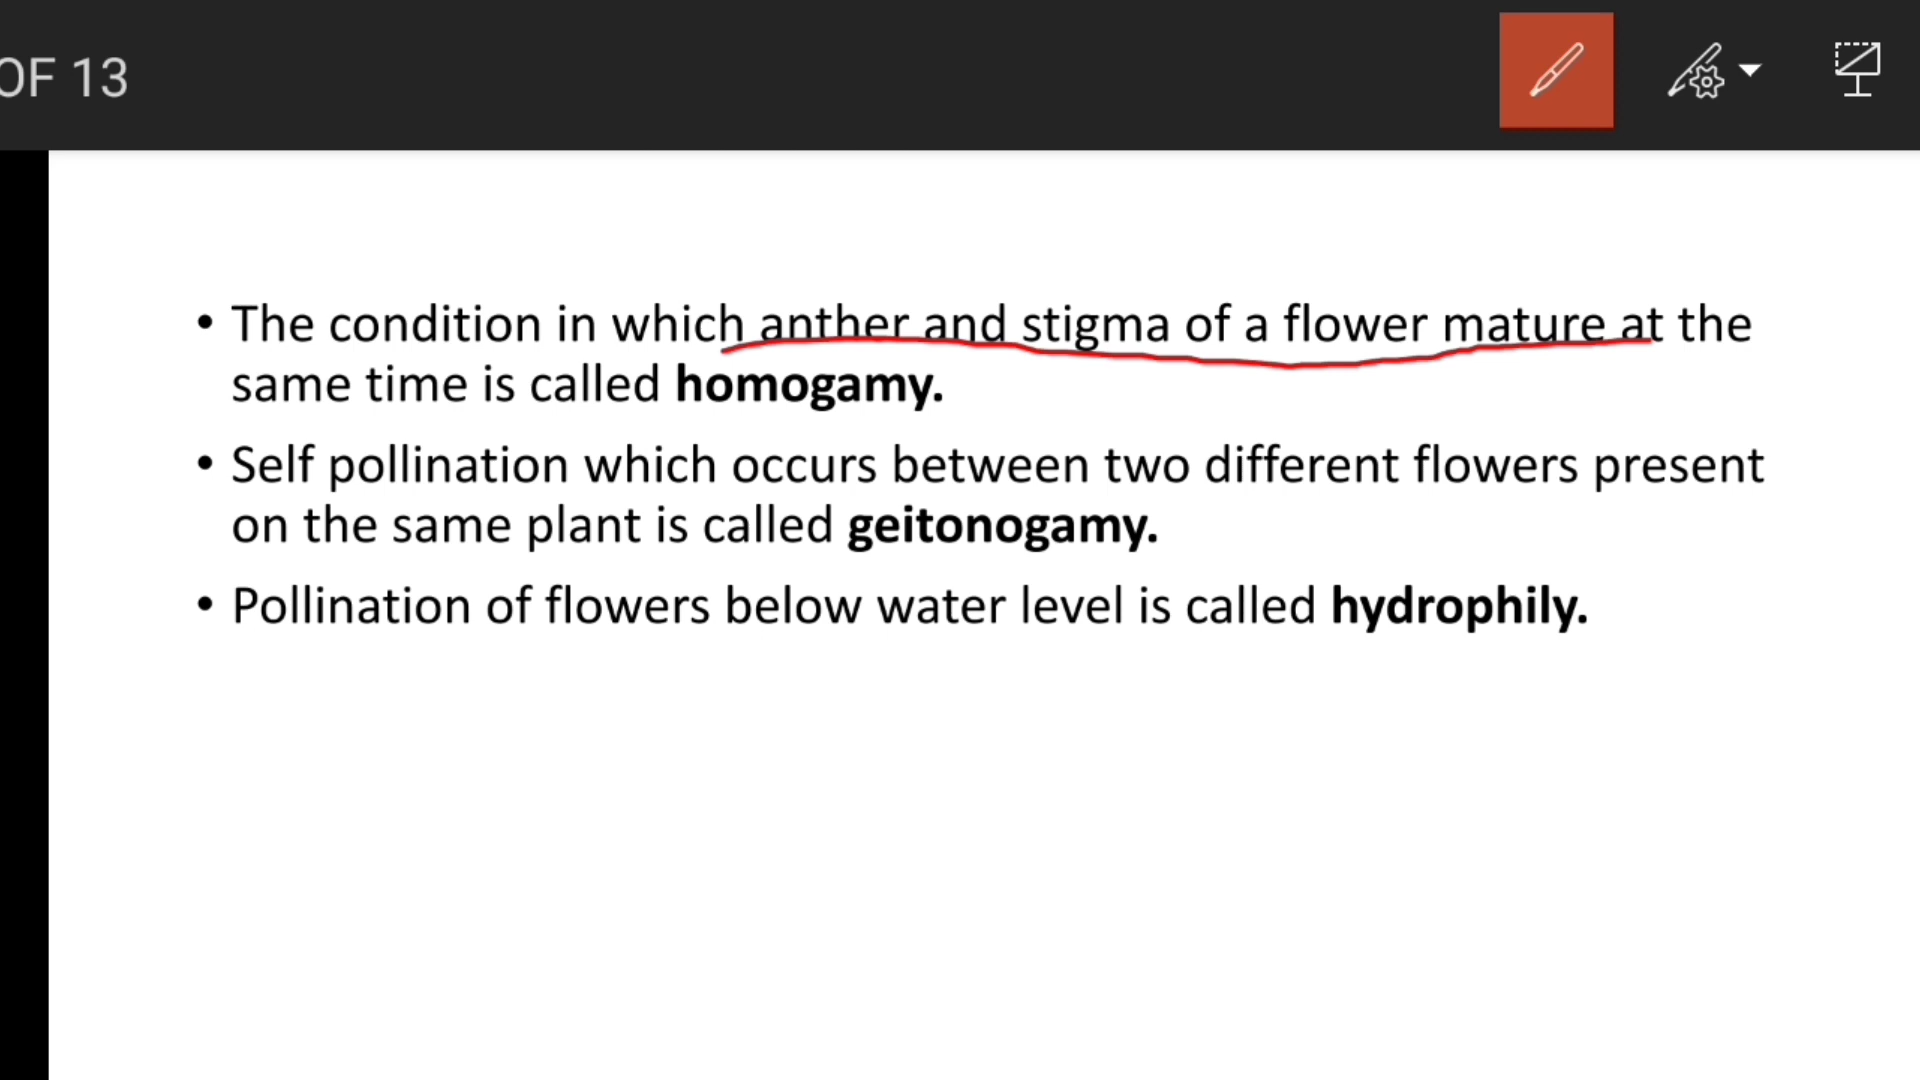 OF 13
• The condition in which anther and stigma of a flower mature at the
same time is called homogamy.
• Self pollination which occurs between two different flowers present
on the same plant is called geitonogamy.
• Pollination of flowers below water level is called hydrophily.